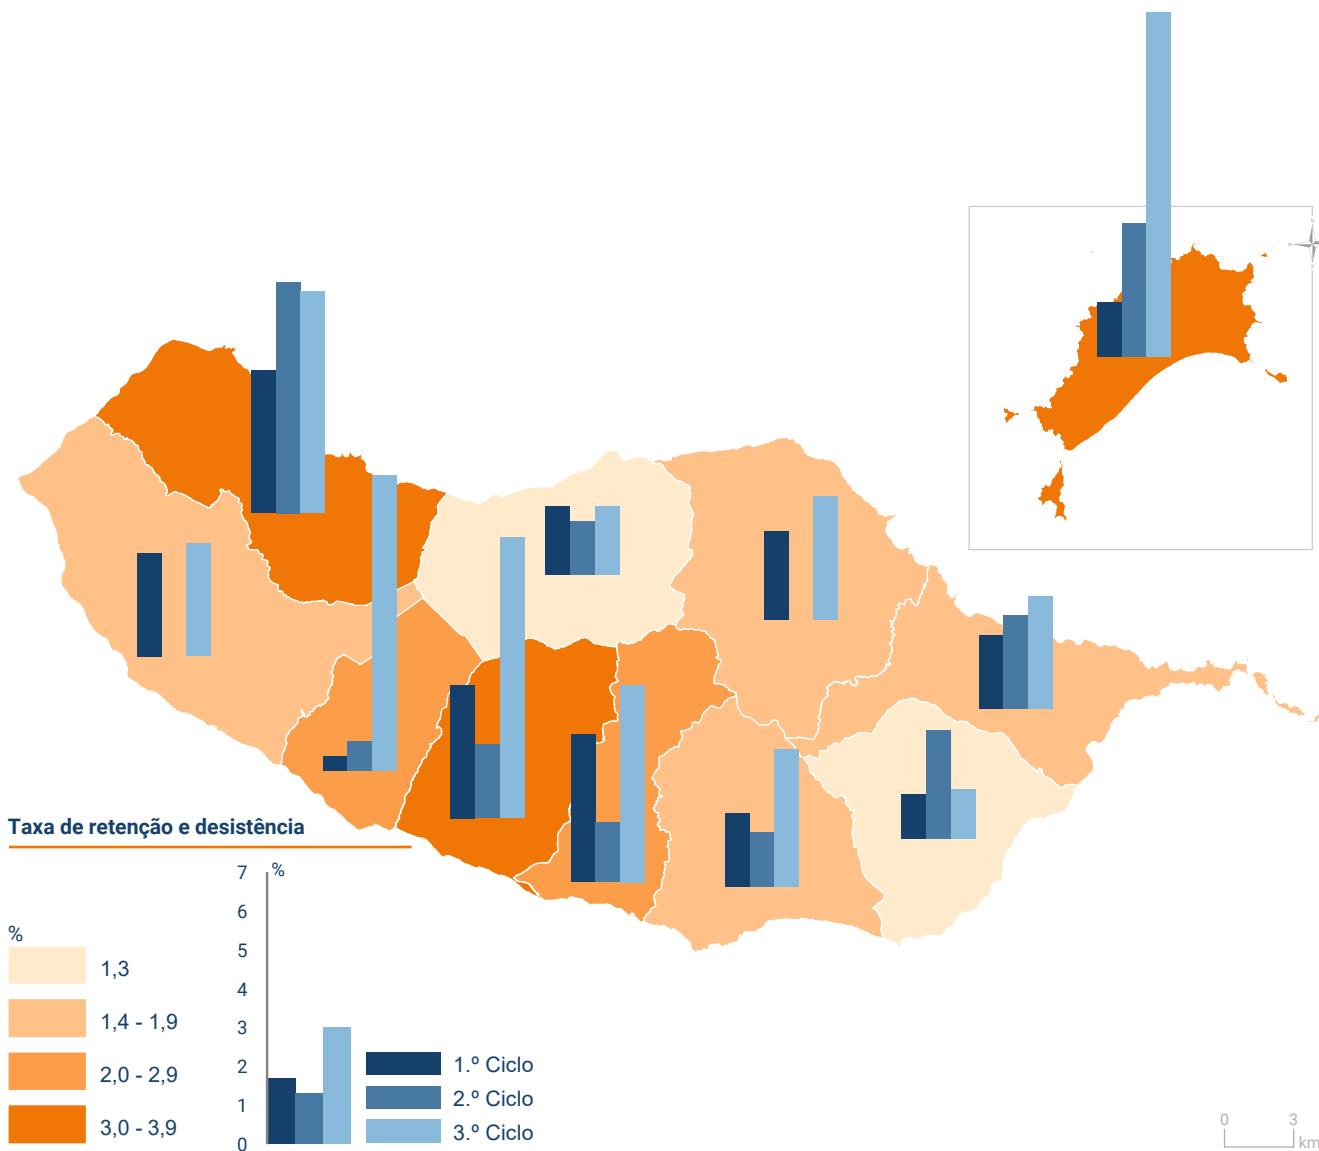 Taxa de retenção e desistência
%
1,3
1,4 - 1,9
2,0 - 2,9
3,0 - 3,9
%
7
6
5
4
3
2
1
0
1.º Ciclo
2.º Ciclo
3.º Ciclo
0 3
km